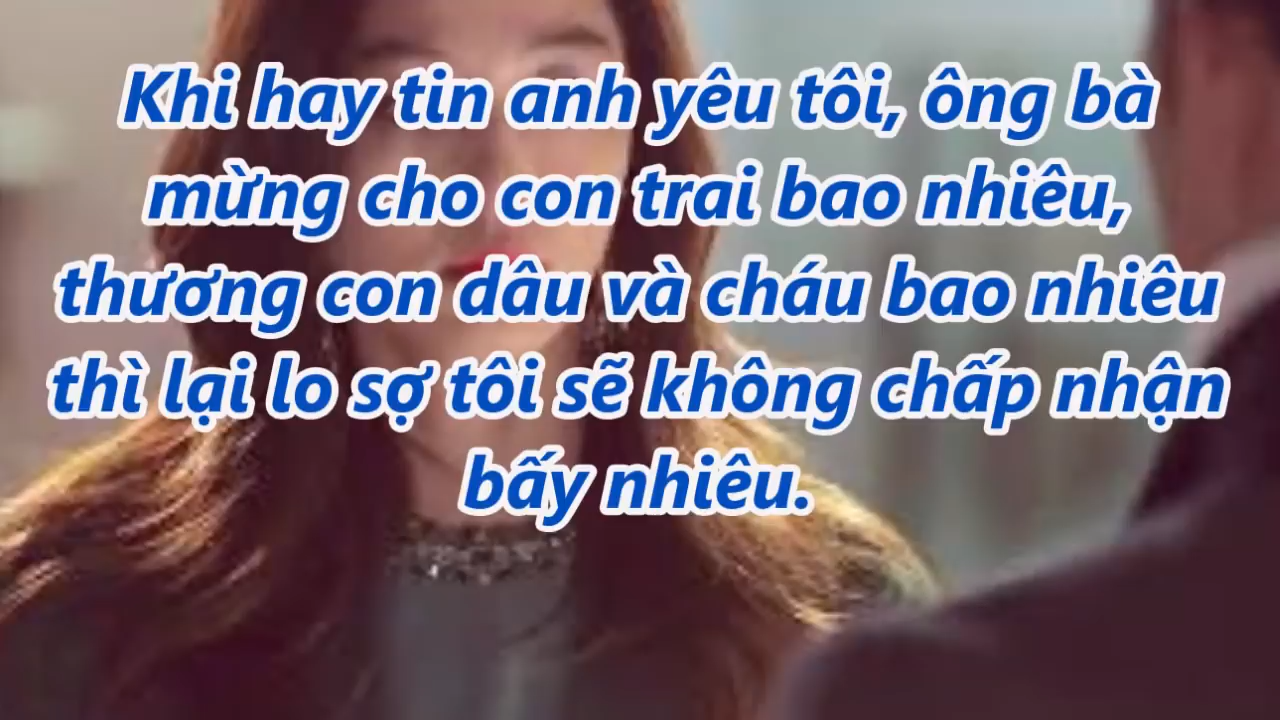 Khi hay tin anh yêu tôi, ông bà
mừng cho con trai bao nhiêu,
thương con dâu và cháu bao nhiêu
thì lại lo sợ tôi sẽ không chấp nhận
bấy nhiêu.